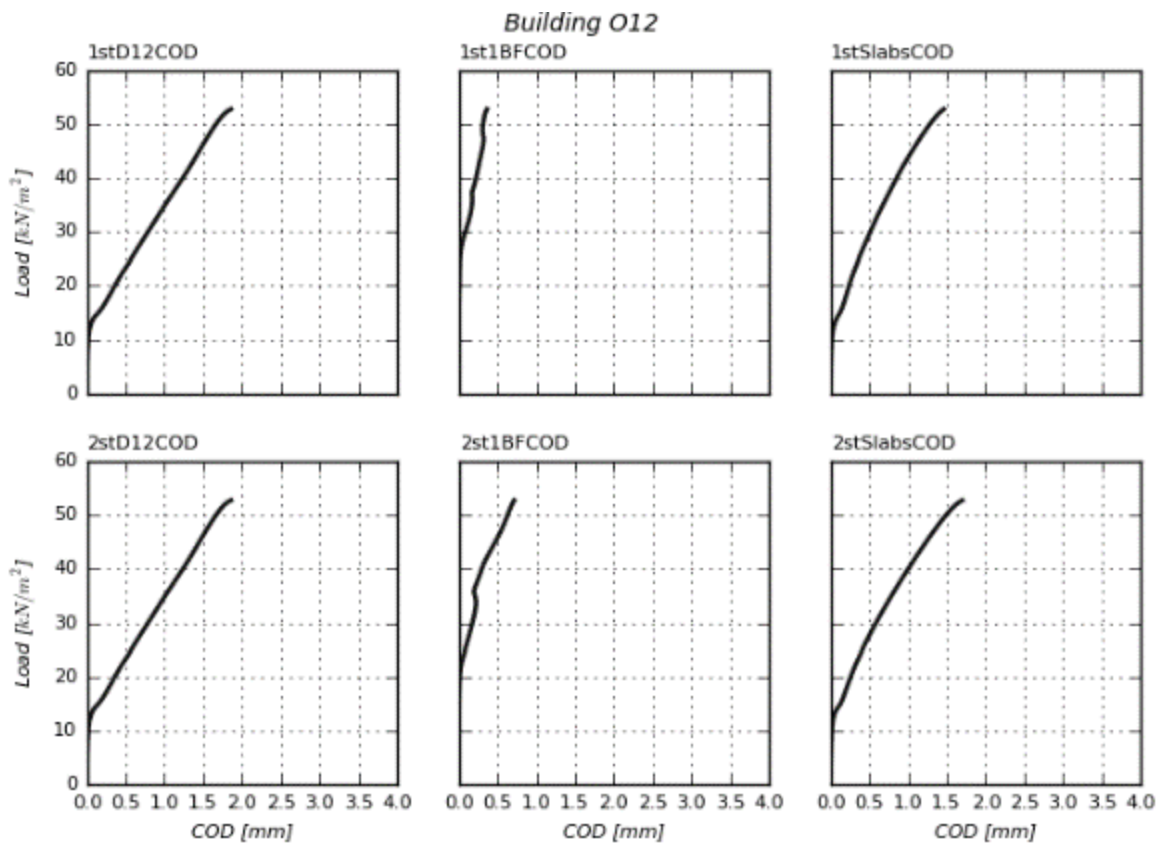 Building O12
1stD12COD
1st1BFCOD
1stSlabsCOD
60
50
40
30
20
10
0
Load [kN/m²]
2stD12COD
2st1BFCOD
2stSlabsCOD
60
50
40
30
20
10
0
Load [kN/m²]
0.0 0.5 1.0 1.5 2.0 2.5 3.0 3.5 4.0
0.0 0.5 1.0 1.5 2.0 2.5 3.0 3.5 4.0
0.0 0.5 1.0 1.5 2.0 2.5 3.0 3.5 4.0
COD [mm]
COD [mm]
COD [mm]